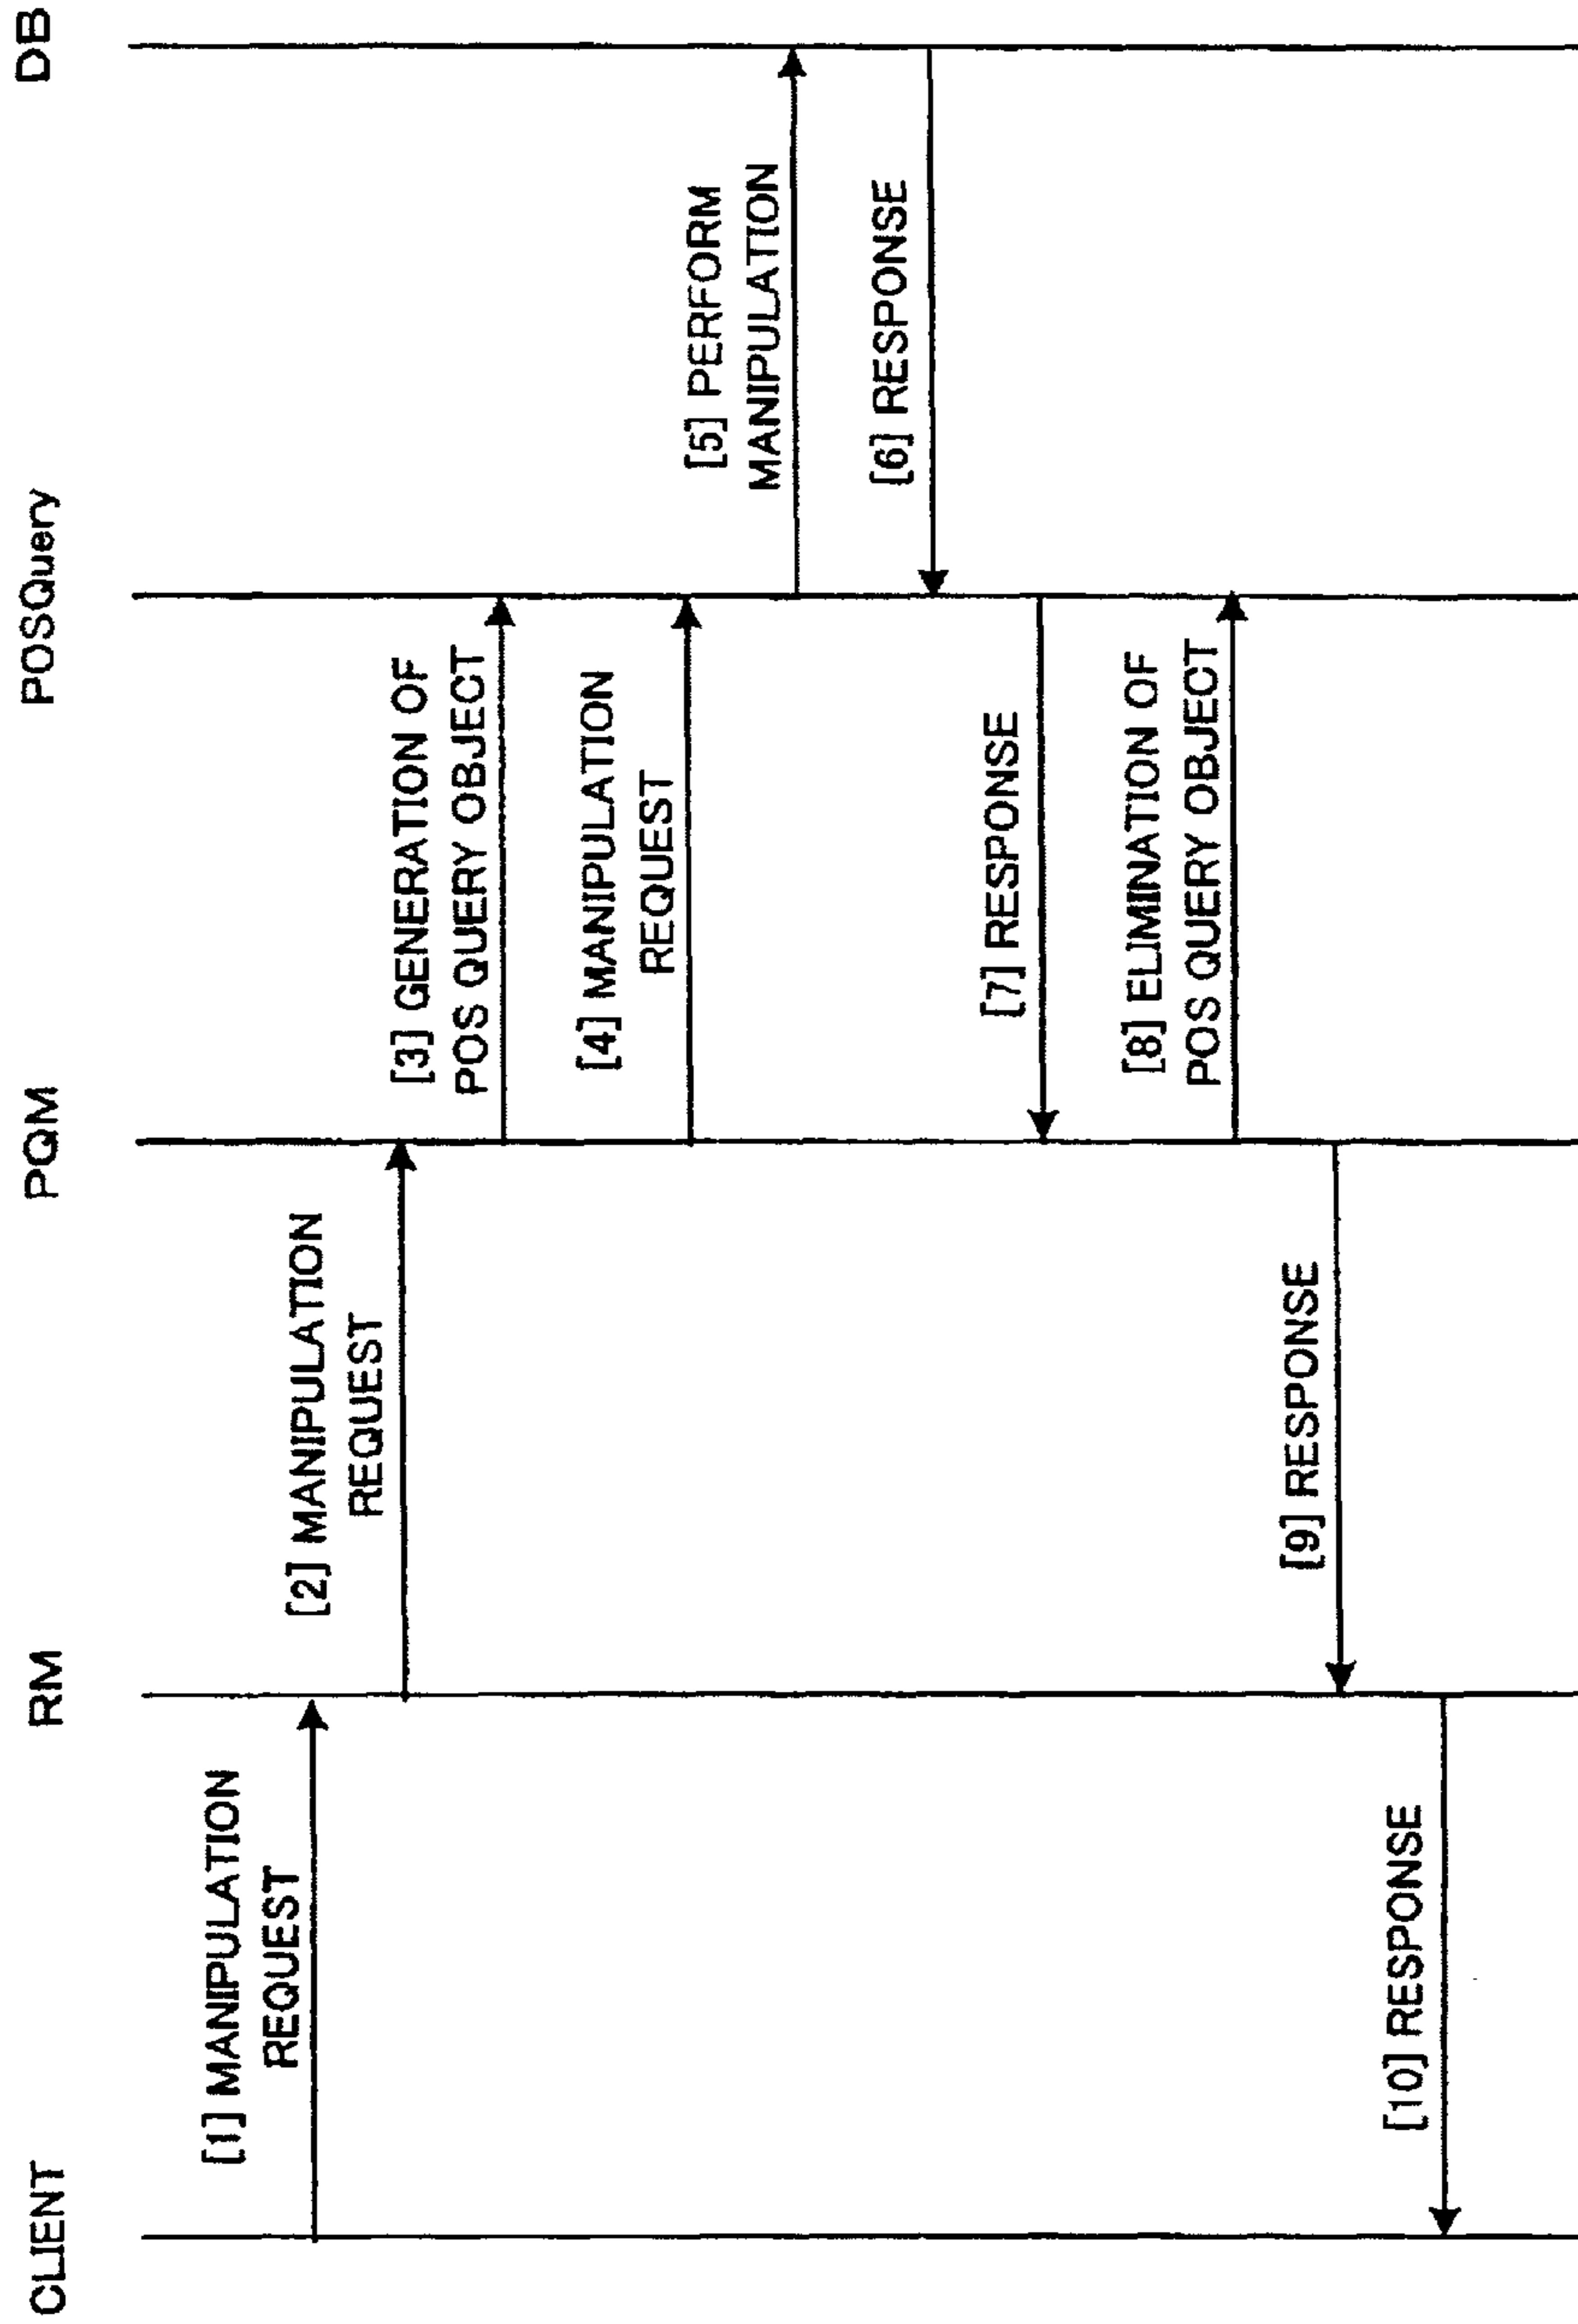 CLIENT
RM
PQM
POSQuery
DB
[1] MANIPULATION
REQUEST
[2] MANIPULATION
REQUEST
[3] GENERATION OF
POS QUERY OBJECT
[4] MANIPULATION
REQUEST
[5] PERFORM
MANIPULATION
[6] RESPONSE
[7] RESPONSE
[8] ELIMINATION OF
POS QUERY OBJECT
[9] RESPONSE
[10] RESPONSE